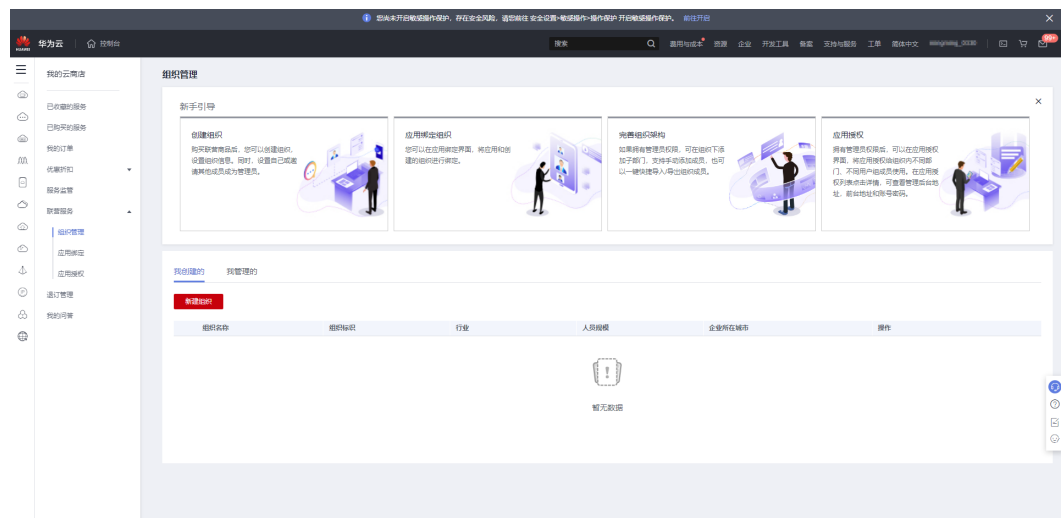 您尚未开启敏感操作保护，存在安全风险，请您前往 安全设置>敏感操作>操作保护 开启敏感操作保护。 前往开启
HUAWEI 华为云 控制台 搜索 费用与成本 资源 企业 开发工具 备案 支持与服务 工单 简体中文 99+
我的云商店
已收藏的服务
已购买的服务
我的订单
优惠折扣
服务监管
联营服务
组织管理
应用绑定
应用授权
退订管理
我的问答
组织管理
新手引导
创建组织
购买联营商品后，您可以创建组织，
设置组织信息。同时，设置自己或邀
请其他成员成为管理员。
应用绑定组织
您可以在应用绑定界面，将应用和创
建的组织进行绑定。
完善组织架构
如果拥有管理员权限，可在组织下添
加子部门，支持手动添加成员，也可
以一键快捷导入/导出组织成员。
应用授权
拥有管理员权限后，可以在应用授权
界面，将应用授权给组织内不同部
门、不同用户组成员使用。在应用授
权列表点击详情，可查看管理后台地
址、前台地址和账号密码。
我创建的 我管理的
新建组织
组织名称 组织标识 行业 人员规模 企业所在城市 操作
暂无数据